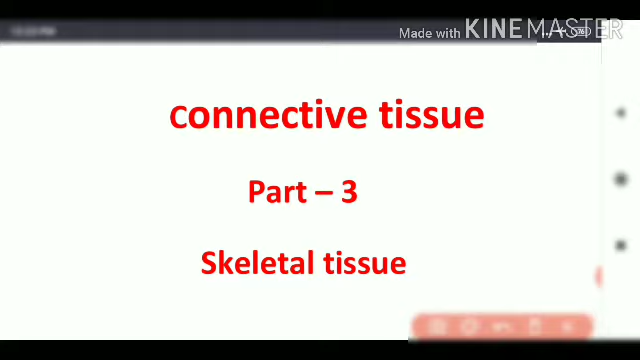 Made with KINEMASTER
connective tissue
Part – 3
Skeletal tissue